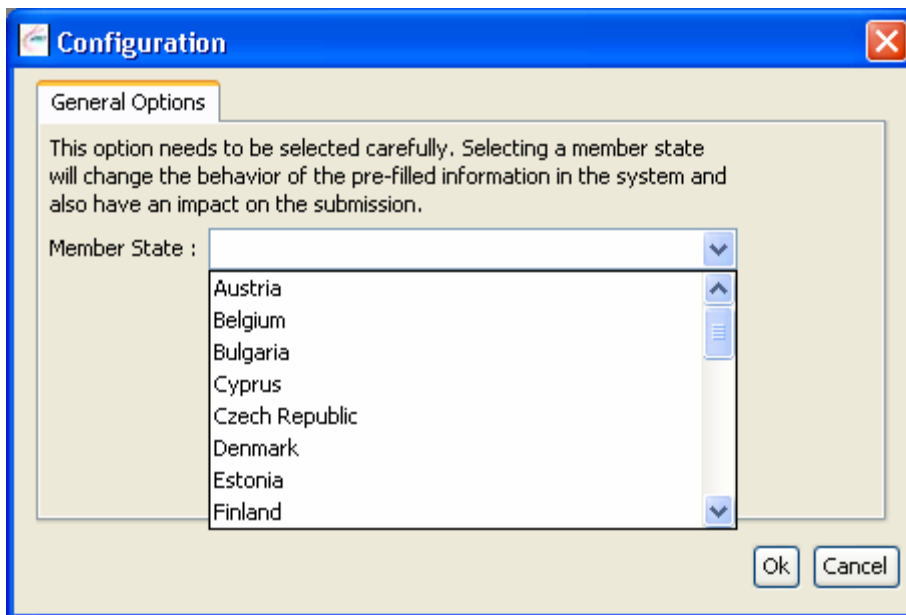 Configuration
General Options
This option needs to be selected carefully. Selecting a member state
will change the behavior of the pre-filled information in the system and
also have an impact on the submission.
Member State :
Austria
Belgium
Bulgaria
Cyprus
Czech Republic
Denmark
Estonia
Finland
Ok Cancel